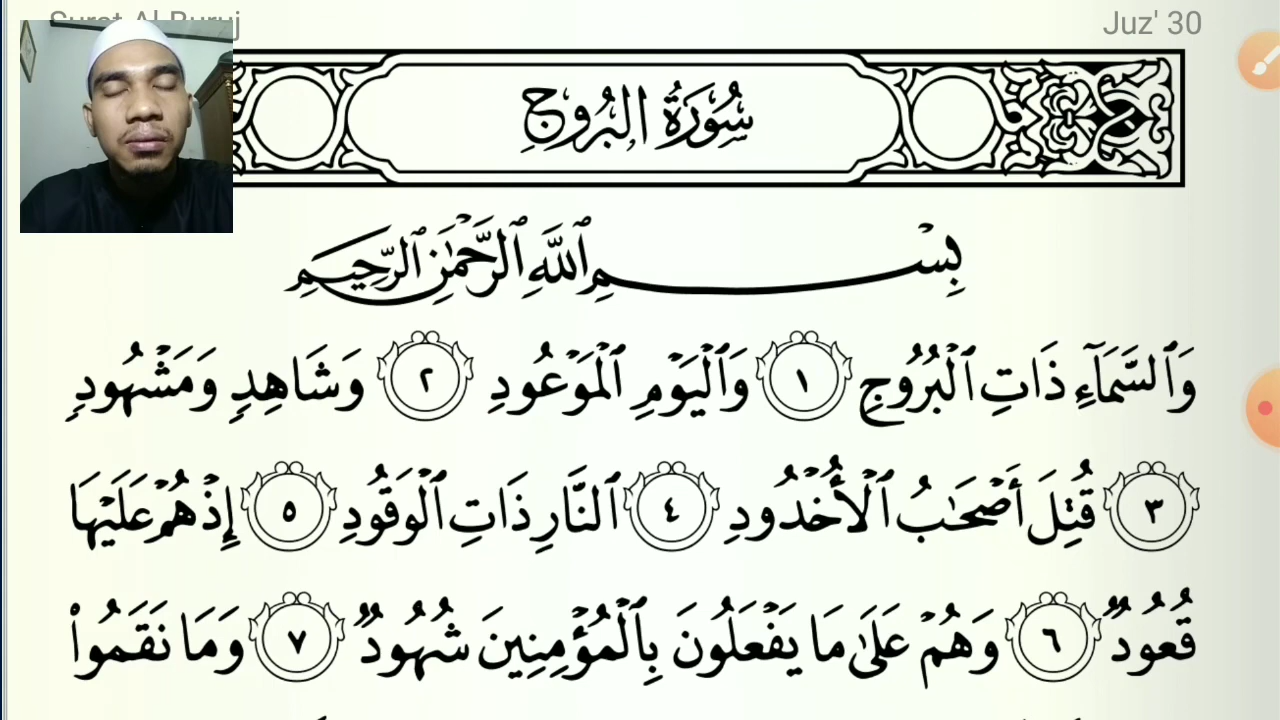 Surat Al Buruj
Juz' 30
سُورَةُ الْبُرُوجِ
بِسْمِ ٱللَّهِ ٱلرَّحْمَٰنِ ٱلرَّحِيمِ
وَٱلسَّمَآءِ ذَاتِ ٱلْبُرُوجِ ١ وَٱلْيَوْمِ ٱلْمَوْعُودِ ٢ وَشَاهِدٍ وَمَشْهُودٍ
٣ قُتِلَ أَصْحَٰبُ ٱلْأُخْدُودِ ٤ ٱلنَّارِ ذَاتِ ٱلْوَقُودِ ٥ إِذْ هُمْ عَلَيْهَا
قُعُودٌ ٦ وَهُمْ عَلَىٰ مَا يَفْعَلُونَ بِٱلْمُؤْمِنِينَ شُهُودٌ ٧ وَمَا نَقَمُوا۟